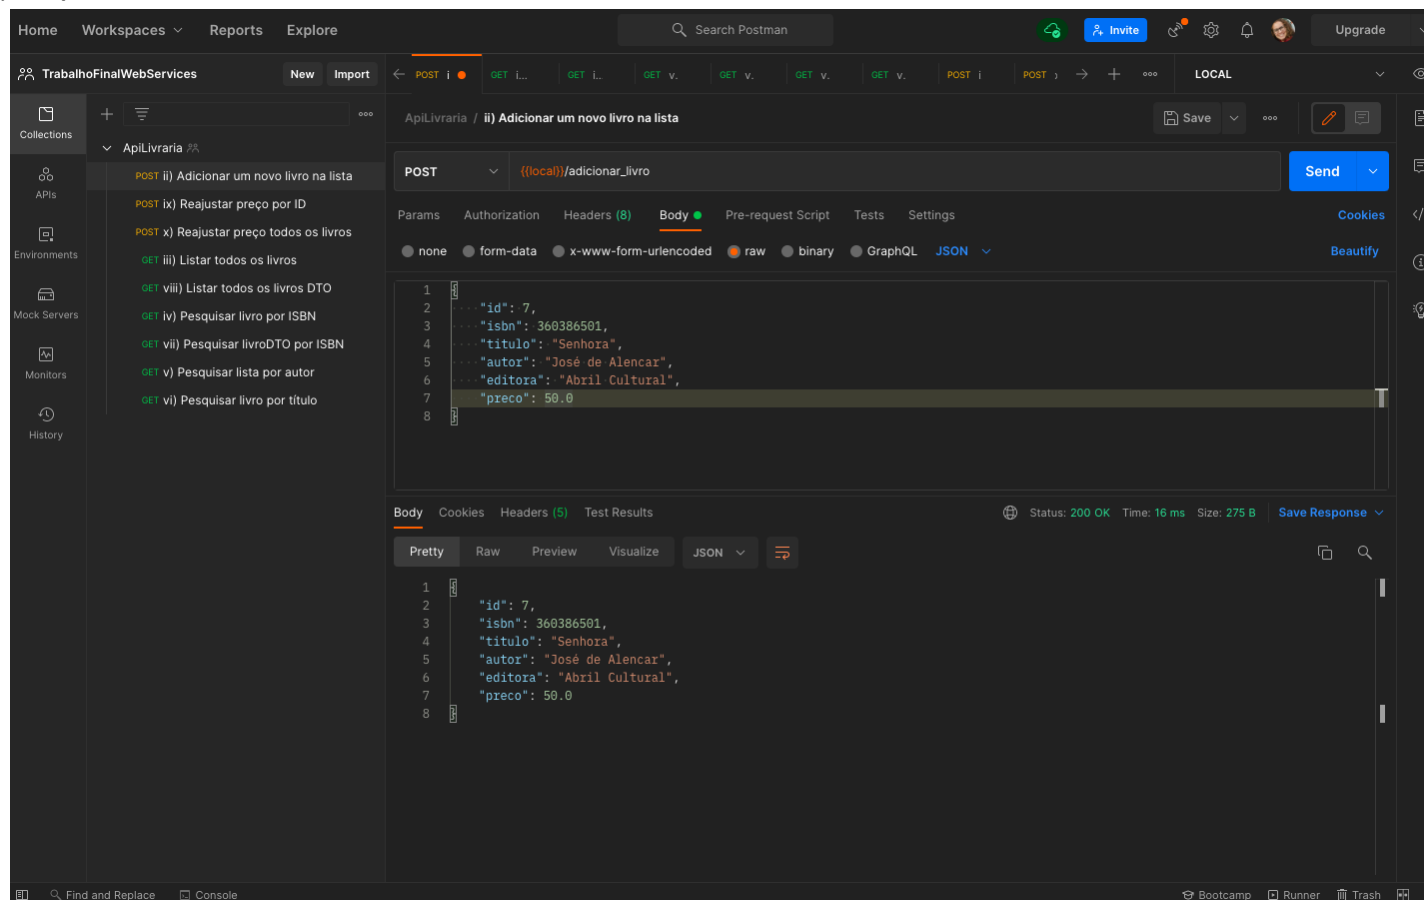 Home Workspaces Reports Explore Search Postman Invite Upgrade
TrabalhoFinalWebServices New Import POST i GET i... GET i... GET v. GET v. GET v. GET v. POST i POST LOCAL
Collections
APIs
Environments
Mock Servers
Monitors
History
ApiLivraria
POST ii) Adicionar um novo livro na lista
POST ix) Reajustar preço por ID
POST x) Reajustar preço todos os livros
GET iii) Listar todos os livros
GET viii) Listar todos os livros DTO
GET iv) Pesquisar livro por ISBN
GET vii) Pesquisar livroDTO por ISBN
GET v) Pesquisar lista por autor
GET vi) Pesquisar livro por título
ApiLivraria / ii) Adicionar um novo livro na lista Save
POST {{local}}/adicionar_livro Send
Params Authorization Headers (8) Body Pre-request Script Tests Settings Cookies
none form-data x-www-form-urlencoded raw binary GraphQL JSON Beautify
1 {
2 "id": 7,
3 "isbn": 360386501,
4 "titulo": "Senhora",
5 "autor": "José de Alencar",
6 "editora": "Abril Cultural",
7 "preco": 50.0
8 }
Body Cookies Headers (5) Test Results Status: 200 OK Time: 16 ms Size: 275 B Save Response
Pretty Raw Preview Visualize JSON
1 {
2 "id": 7,
3 "isbn": 360386501,
4 "titulo": "Senhora",
5 "autor": "José de Alencar",
6 "editora": "Abril Cultural",
7 "preco": 50.0
8 }
Find and Replace Console Bootcamp Runner Trash